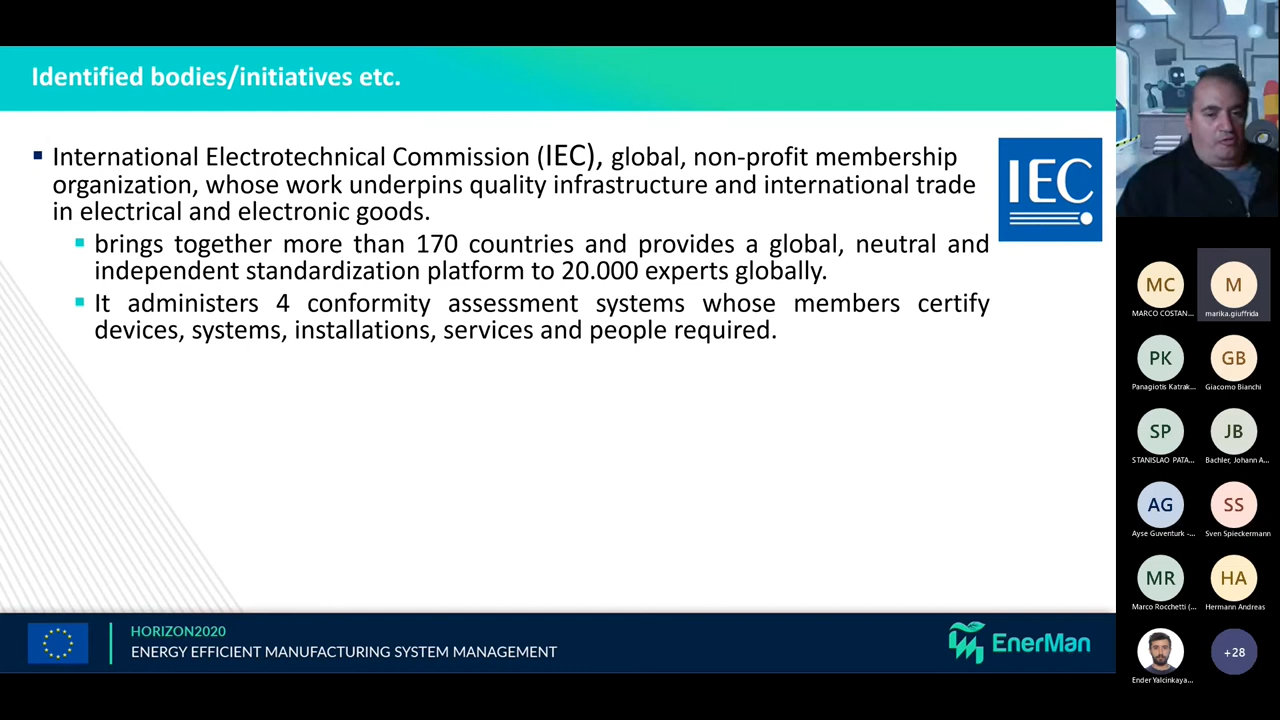 Identified bodies/initiatives etc.
▪ International Electrotechnical Commission (IEC), global, non-profit membership
organization, whose work underpins quality infrastructure and international trade
in electrical and electronic goods.
▪ brings together more than 170 countries and provides a global, neutral and
independent standardization platform to 20.000 experts globally.
▪ It administers 4 conformity assessment systems whose members certify
devices, systems, installations, services and people required.
IEC
HORIZON2020
ENERGY EFFICIENT MANUFACTURING SYSTEM MANAGEMENT
EnerMan
MC
MARCO COSTAN...
M
marika.giuffrida
PK
Panagiotis Katrak...
GB
Giacomo Bianchi
SP
STANISLAO PATA...
JB
Bachler, Johann A...
AG
Ayse Guventurk -...
SS
Sven Spieckermann
MR
Marco Rocchetti (...
HA
Hermann Andreas
Ender Yalcinkaya...
+28